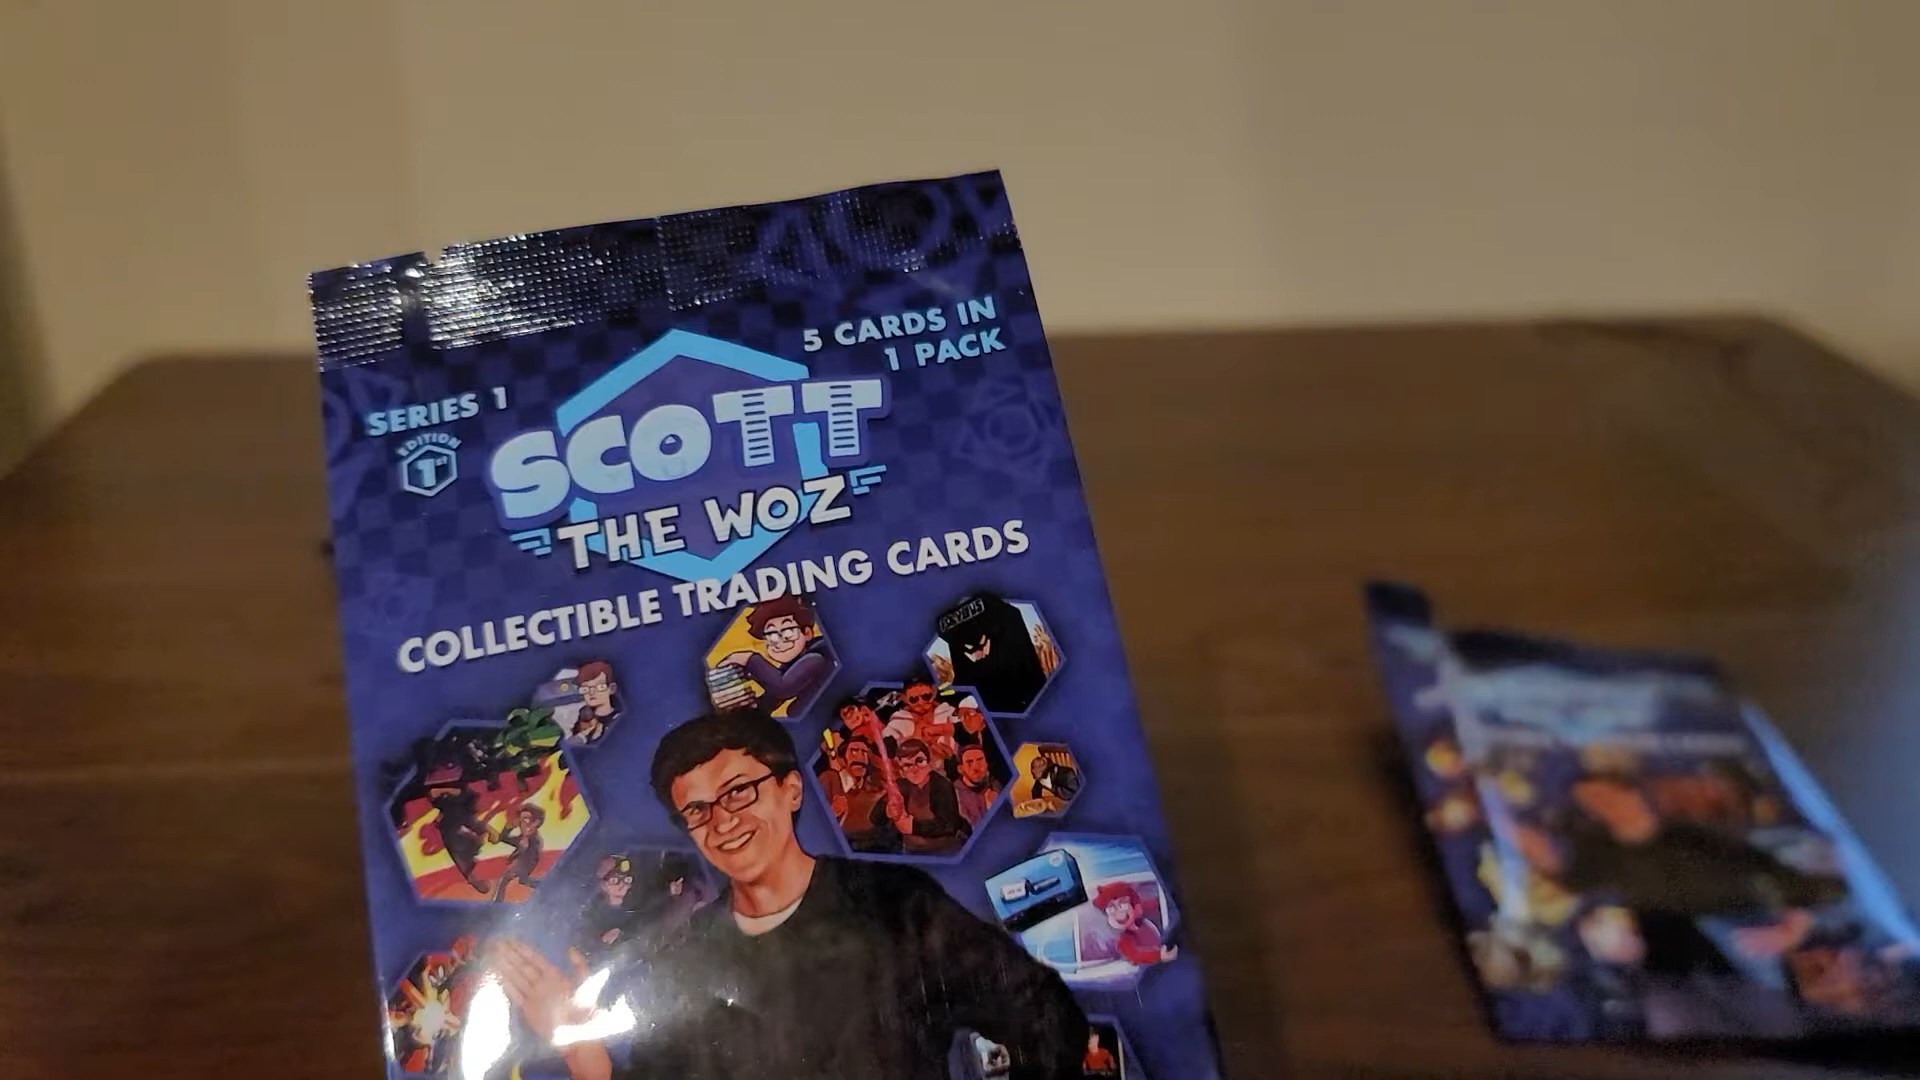 5 CARDS IN
1 PACK
SERIES 1
EDITION
1ST
SCOTT
THE WOZ
COLLECTIBLE TRADING CARDS